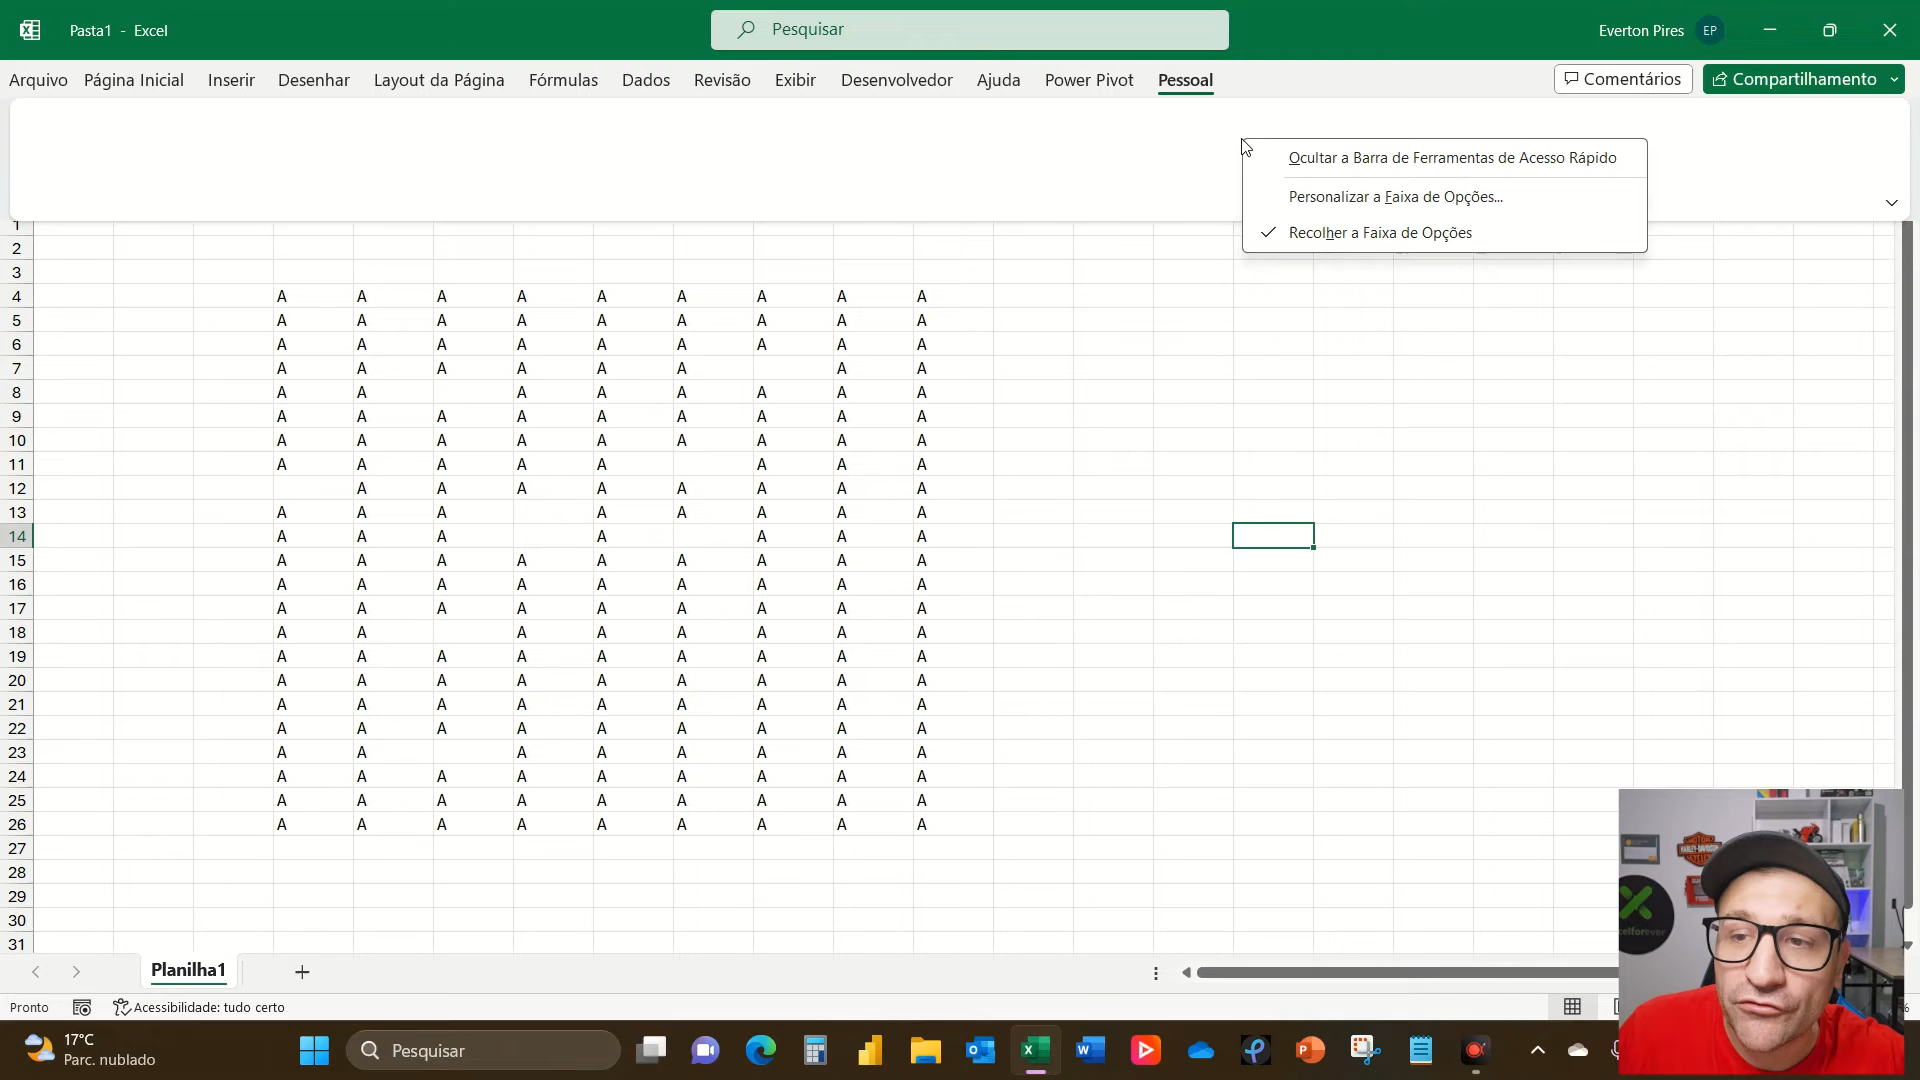 Pasta1 - Excel
Pesquisar
Everton Pires EP
Arquivo Página Inicial Inserir Desenhar Layout da Página Fórmulas Dados Revisão Exibir Desenvolvedor Ajuda Power Pivot Pessoal Comentários Compartilhamento
Ocultar a Barra de Ferramentas de Acesso Rápido
Personalizar a Faixa de Opções...
Recolher a Faixa de Opções
1
2
3
4 A A A A A A A A A
5 A A A A A A A A A
6 A A A A A A A A A
7 A A A A A A A A
8 A A A A A A A A
9 A A A A A A A A A
10 A A A A A A A A A
11 A A A A A A A A
12 A A A A A A A A
13 A A A A A A A A
14 A A A A A A A
15 A A A A A A A A A
16 A A A A A A A A A
17 A A A A A A A A A
18 A A A A A A A A
19 A A A A A A A A A
20 A A A A A A A A A
21 A A A A A A A A A
22 A A A A A A A A A
23 A A A A A A A A
24 A A A A A A A A A
25 A A A A A A A A A
26 A A A A A A A A A
27
28
29
30
31
HARLEY-DAVIDSON
Planilha1
Pronto Acessibilidade: tudo certo
17°C
Parc. nublado
Pesquisar